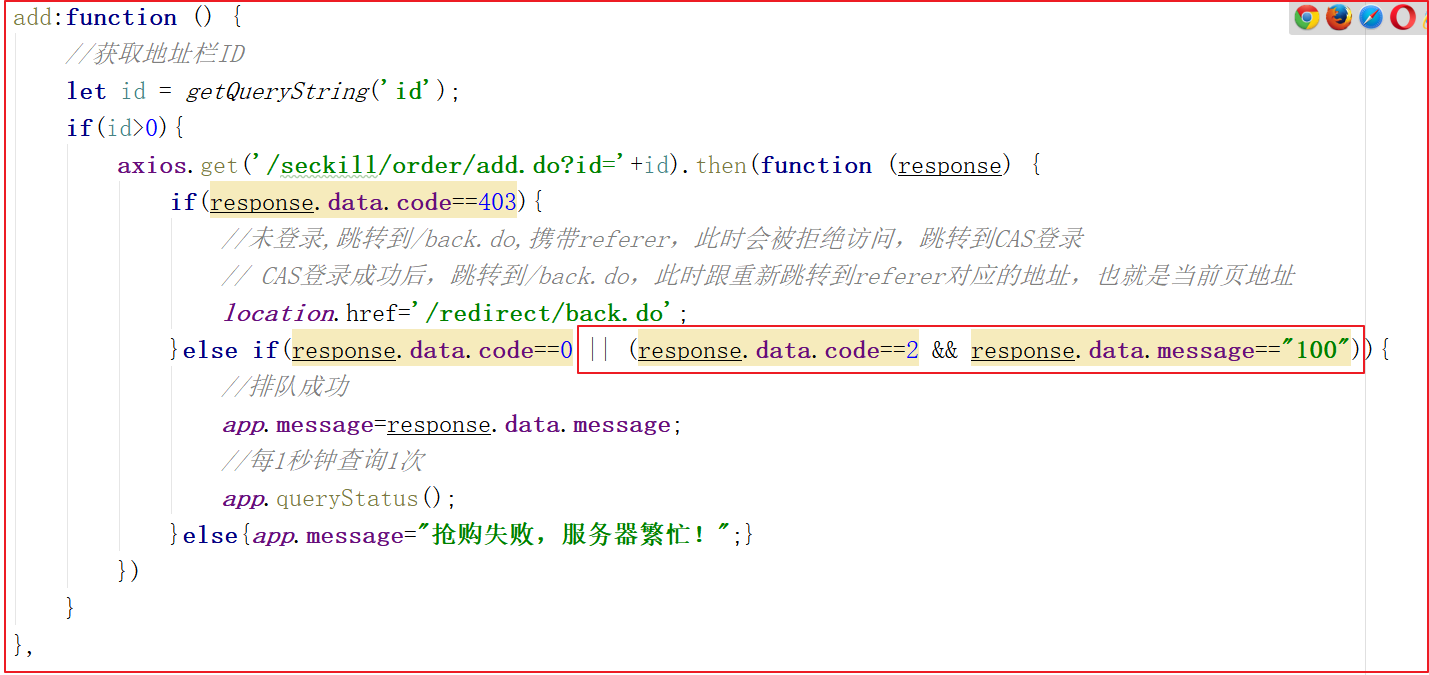 add:function () {
//获取地址栏ID
let id = getQueryString('id');
if(id>0){
axios.get('/seckill/order/add.do?id='+id).then(function (response) {
if(response.data.code==403){
//未登录,跳转到/back.do,携带referer，此时会被拒绝访问，跳转到CAS登录
// CAS登录成功后，跳转到/back.do，此时跟重新跳转到referer对应的地址，也就是当前页地址
location.href='/redirect/back.do';
}else if(response.data.code==0 || (response.data.code==2 && response.data.message=="100")){
//排队成功
app.message=response.data.message;
//每1秒钟查询1次
app.queryStatus();
}else{app.message="抢购失败，服务器繁忙！";}
})
}
},